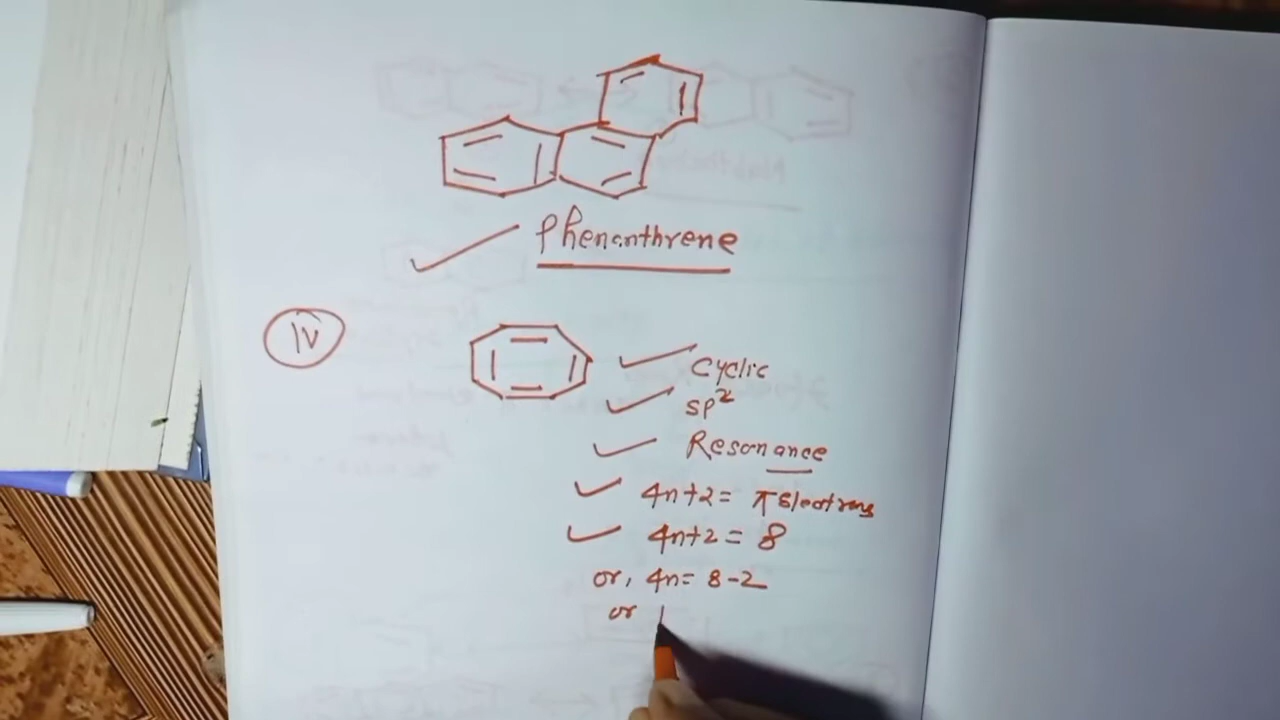 Phenanthrene
IV
Cyclic
sp²
Resonance
4n+2 = π Electrons
4n+2 = 8
or, 4n = 8-2
or